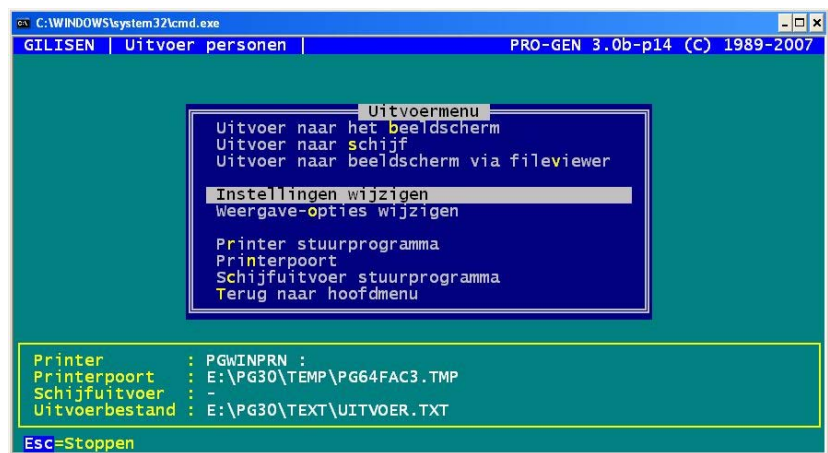 C:\WINDOWS\system32\cmd.exe
GILISEN | Uitvoer personen | PRO-GEN 3.0b-p14 (C) 1989-2007
Uitvoermenu
Uitvoer naar het beeldscherm
Uitvoer naar schijf
Uitvoer naar beeldscherm via fileviewer
Instellingen wijzigen
Weergave-opties wijzigen
Printer stuurprogramma
Printerpoort
Schijfuitvoer stuurprogramma
Terug naar hoofdmenu
Printer : PGWINPRN :
Printerpoort : E:\PG30\TEMP\PG64FAC3.TMP
Schijfuitvoer : -
Uitvoerbestand : E:\PG30\TEXT\UITVOER.TXT
Esc=Stoppen